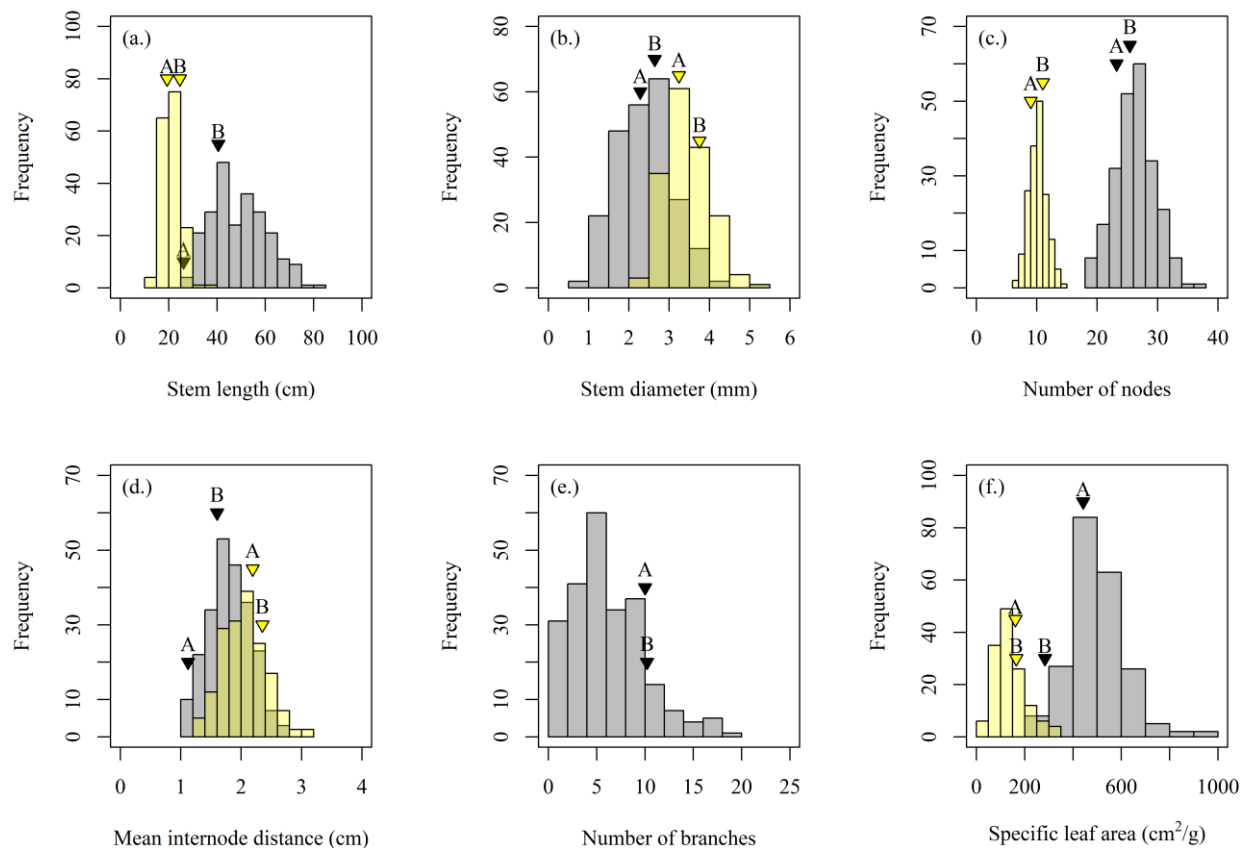 (a.)
A B
B
A
Frequency
0 20 40 60 80 100
0 20 40 60 80 100
Stem length (cm)
(b.)
B A
A
B
Frequency
0 20 40 60 80
0 1 2 3 4 5 6
Stem diameter (mm)
(c.)
B
A
B
A
Frequency
0 10 30 50 70
0 10 20 30 40
Number of nodes
(d.)
B
A
B
A
Frequency
0 10 30 50 70
0 1 2 3 4
Mean internode distance (cm)
(e.)
A
B
Frequency
0 10 30 50 70
0 5 10 15 20 25
Number of branches
(f.)
A
A
B B
Frequency
0 20 40 60 80 100
0 200 600 1000
Specific leaf area (cm²/g)